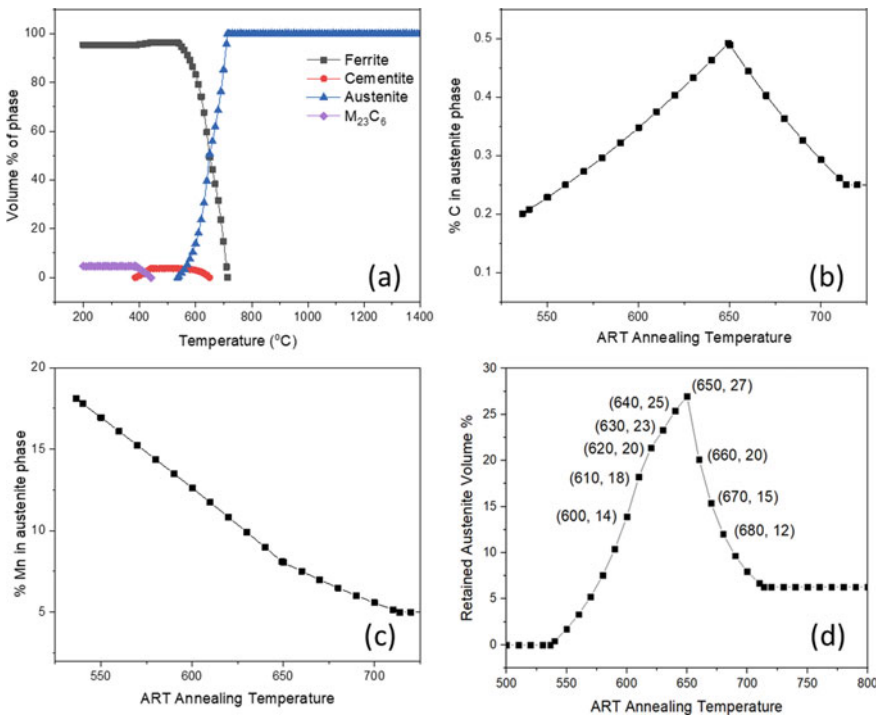 100
80
60
40
20
0
Volume % of phase
Ferrite
Cementite
Austenite
M₂₃C₆
(a)
200 400 600 800 1000 1200 1400
Temperature (⁰C)
0.5
0.4
0.3
0.2
0.1
% C in austenite phase
(b)
550 600 650 700
ART Annealing Temperature
20
15
10
5
% Mn in austenite phase
(c)
550 600 650 700
ART Annealing Temperature
30
25
20
15
10
5
0
Retained Austenite Volume %
(650, 27)
(640, 25)
(630, 23)
(620, 20)
(660, 20)
(610, 18)
(670, 15)
(600, 14)
(680, 12)
(d)
500 550 600 650 700 750 800
ART Annealing Temperature